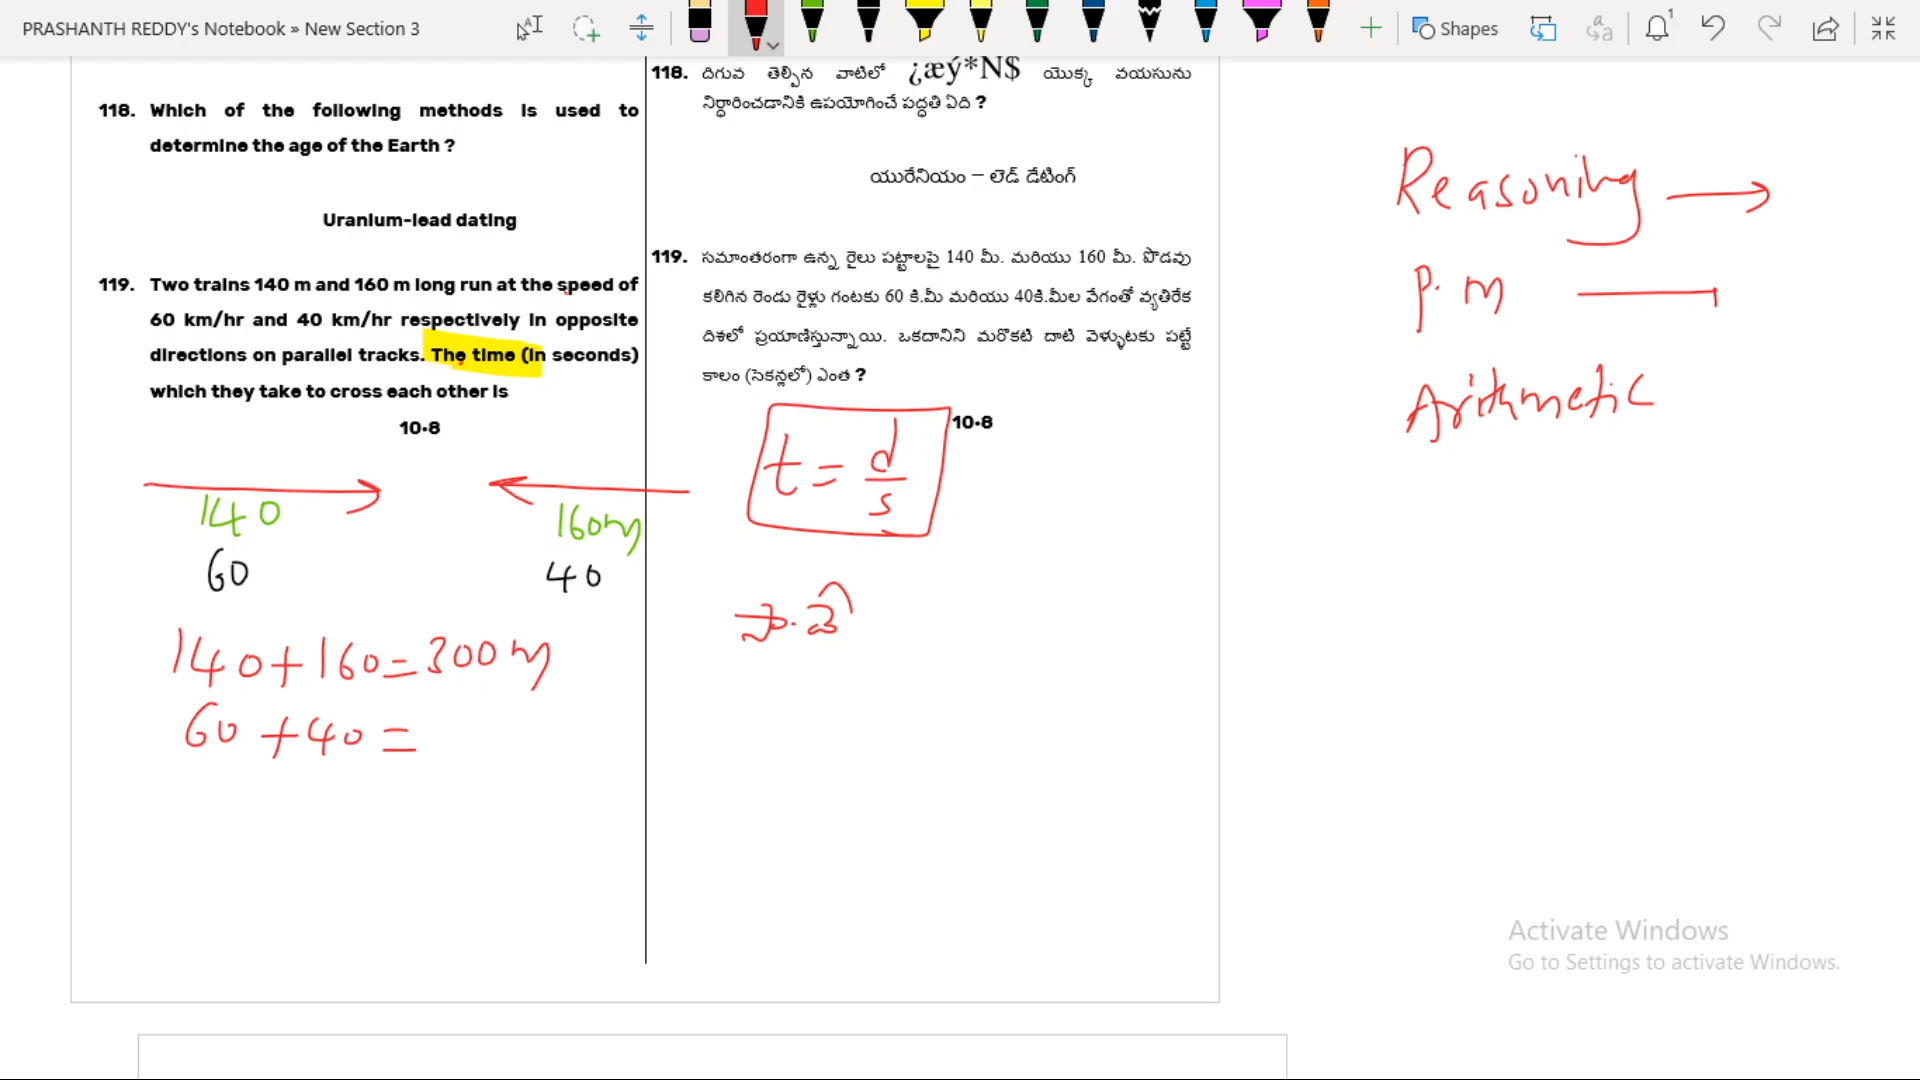 PRASHANTH REDDY's Notebook » New Section 3
Shapes
118. Which of the following methods is used to
determine the age of the Earth ?
Uranium-lead dating
119. Two trains 140 m and 160 m long run at the speed of
60 km/hr and 40 km/hr respectively in opposite
directions on parallel tracks. The time (in seconds)
which they take to cross each other is
10·8
140
60
160m
40
140+160=300m
60+40=
118. దిగువ తెల్పిన వాటిలో ¿æý*N$ యొక్క వయసును
నిర్ధారించడానికి ఉపయోగించే పద్ధతి ఏది ?
యురేనియం – లెడ్ డేటింగ్
119. సమాంతరంగా ఉన్న రైలు పట్టాలపై 140 మీ. మరియు 160 మీ. పొడవు
కలిగిన రెండు రైళ్లు గంటకు 60 కి.మీ మరియు 40కి.మీల వేగంతో వ్యతిరేక
దిశలో ప్రయాణిస్తున్నాయి. ఒకదానిని మరొకటి దాటి వెళ్ళుటకు పట్టే
కాలం (సెకన్లలో) ఎంత ?
10·8
t = d/s
Reasoning
P. M
Arithmetic
Activate Windows
Go to Settings to activate Windows.